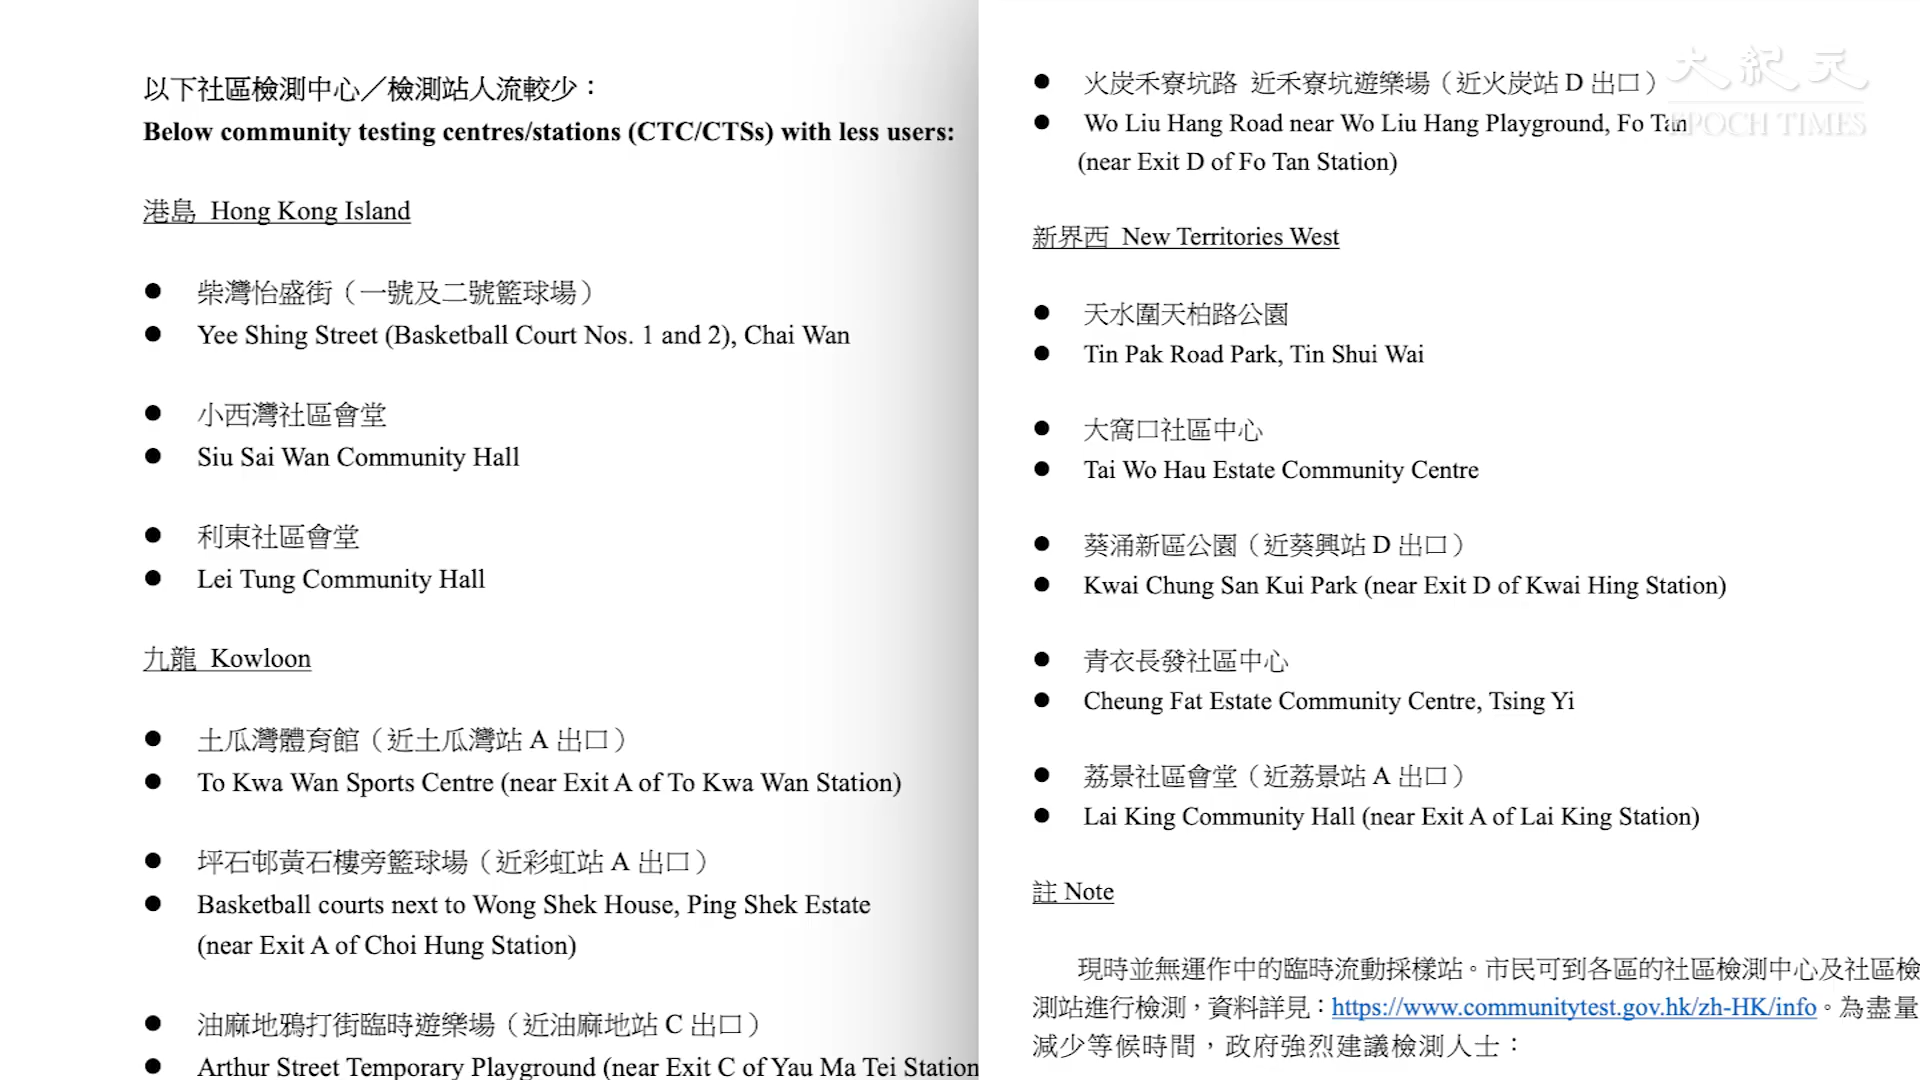 以下社區檢測中心／檢測站人流較少：
Below community testing centres/stations (CTC/CTSs) with less users:
港島 Hong Kong Island
● 柴灣怡盛街（一號及二號籃球場）
● Yee Shing Street (Basketball Court Nos. 1 and 2), Chai Wan
● 小西灣社區會堂
● Siu Sai Wan Community Hall
● 利東社區會堂
● Lei Tung Community Hall
九龍 Kowloon
● 土瓜灣體育館（近土瓜灣站 A 出口）
● To Kwa Wan Sports Centre (near Exit A of To Kwa Wan Station)
● 坪石邨黃石樓旁籃球場（近彩虹站 A 出口）
● Basketball courts next to Wong Shek House, Ping Shek Estate
(near Exit A of Choi Hung Station)
● 油麻地鴉打街臨時遊樂場（近油麻地站 C 出口）
● Arthur Street Temporary Playground (near Exit C of Yau Ma Tei Station
● 火炭禾寮坑路 近禾寮坑遊樂場（近火炭站 D 出口）
● Wo Liu Hang Road near Wo Liu Hang Playground, Fo Tan
(near Exit D of Fo Tan Station)
新界西 New Territories West
● 天水圍天柏路公園
● Tin Pak Road Park, Tin Shui Wai
● 大窩口社區中心
● Tai Wo Hau Estate Community Centre
● 葵涌新區公園（近葵興站 D 出口）
● Kwai Chung San Kui Park (near Exit D of Kwai Hing Station)
● 青衣長發社區中心
● Cheung Fat Estate Community Centre, Tsing Yi
● 荔景社區會堂（近荔景站 A 出口）
● Lai King Community Hall (near Exit A of Lai King Station)
註 Note
現時並無運作中的臨時流動採樣站。市民可到各區的社區檢測中心及社區檢
測站進行檢測，資料詳見：https://www.communitytest.gov.hk/zh-HK/info。為盡量
減少等候時間，政府強烈建議檢測人士：
大紀元
EPOCH TIMES